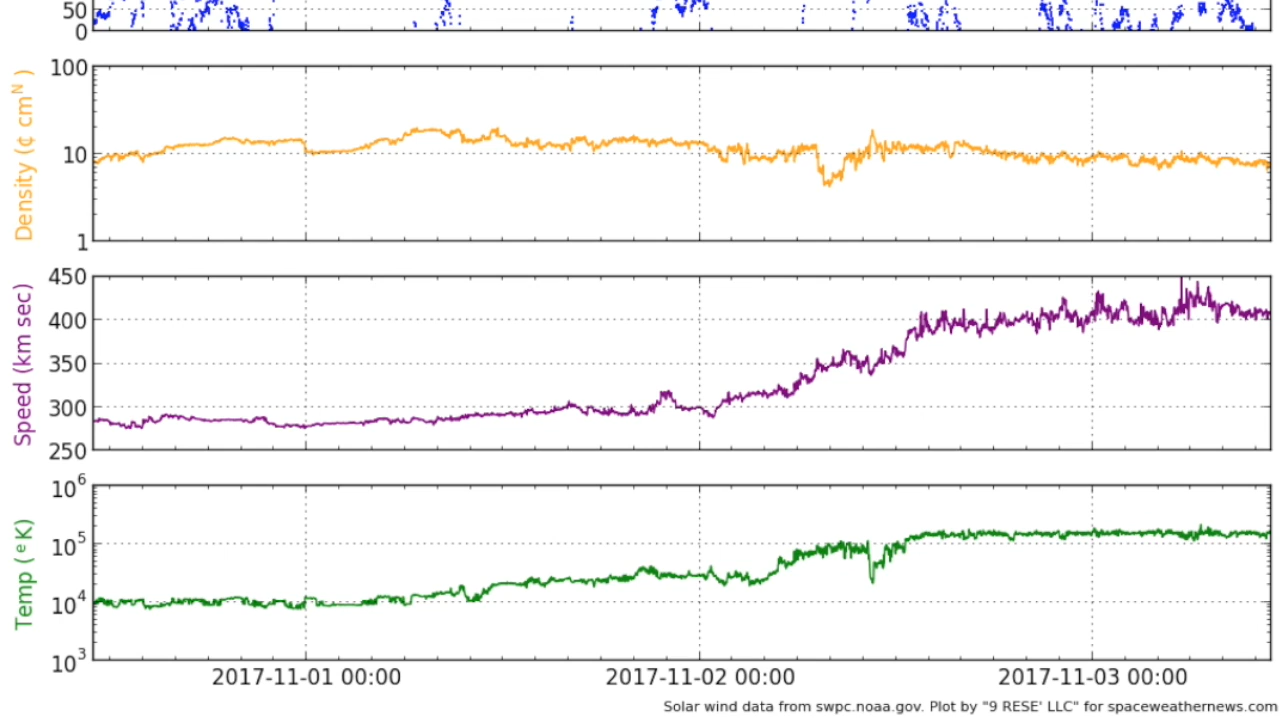 50
0
Density (¢ cm^N )
100
10
1
Speed (km sec)
450
400
350
300
250
Temp ( ᵉ K)
10^6
10^5
10^4
10^3
2017-11-01 00:00 2017-11-02 00:00 2017-11-03 00:00
Solar wind data from swpc.noaa.gov. Plot by "9 RESE' LLC" for spaceweathernews.com